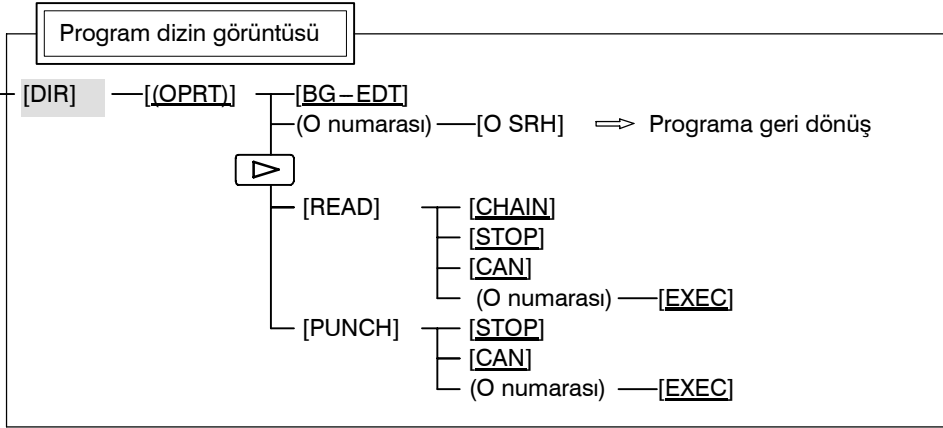 Program dizin görüntüsü
[DIR] [(OPRT)] [BG–EDT]
(O numarası) [O SRH] Programa geri dönüş
[READ] [CHAIN]
[STOP]
[CAN]
(O numarası) [EXEC]
[PUNCH] [STOP]
[CAN]
(O numarası) [EXEC]